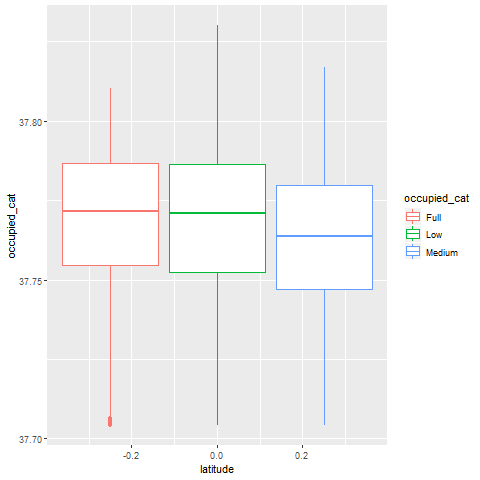 37.80
37.75
37.70
occupied_cat
-0.2
0.0
0.2
latitude
occupied_cat
Full
Low
Medium